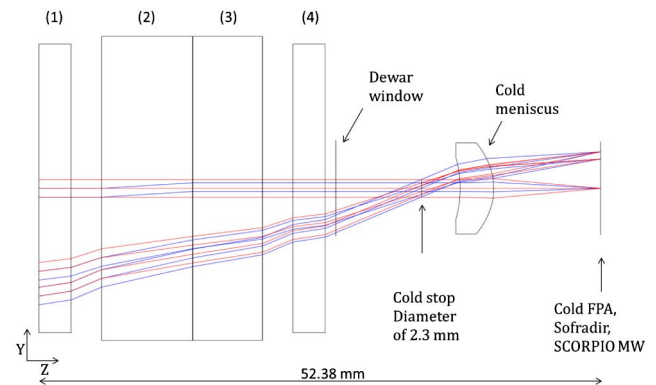 (1) (2) (3) (4)
Dewar
window
Cold
meniscus
Cold stop
Diameter
of 2.3 mm
Cold FPA,
Sofradir,
SCORPIO MW
Y
Z
52.38 mm